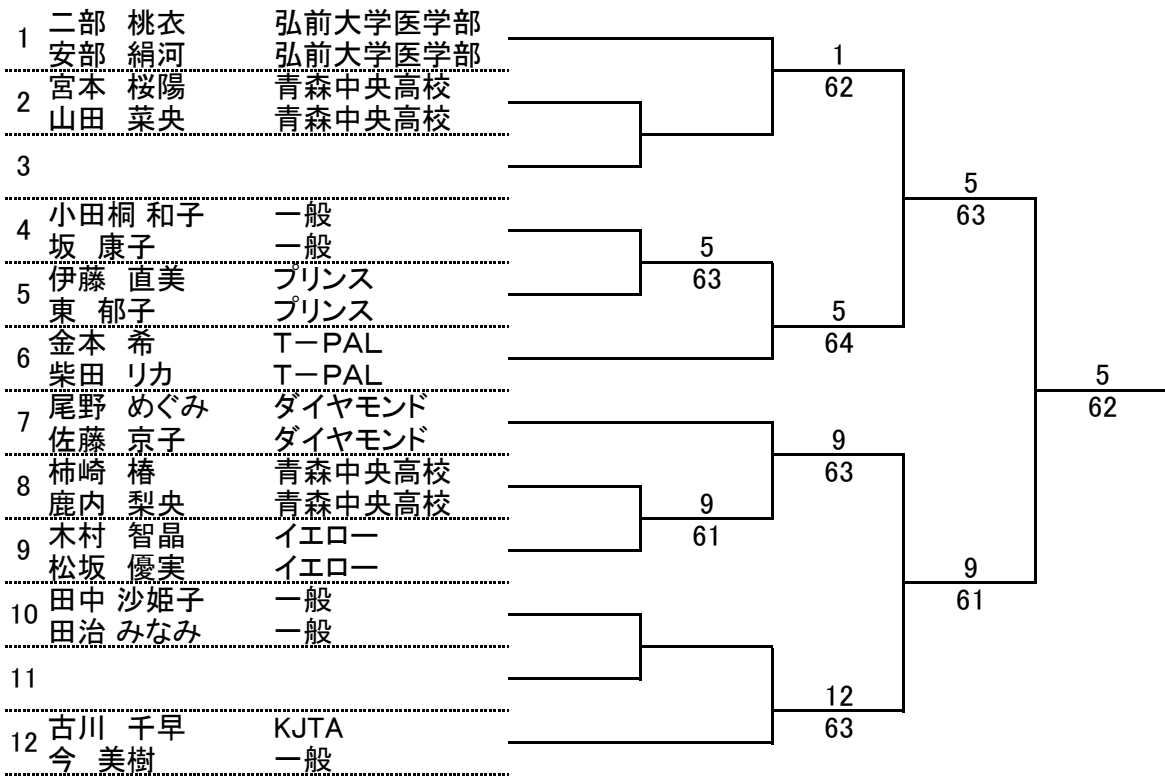 1 二部 桃衣 弘前大学医学部
安部 絹河 弘前大学医学部
1
62
2 宮本 桜陽 青森中央高校
山田 菜央 青森中央高校
3
5
63
4 小田桐 和子 一般
坂 康子 一般
5
63
5 伊藤 直美 プリンス
東 郁子 プリンス
5
64
6 金本 希 T－PAL
柴田 リカ T－PAL
5
62
7 尾野 めぐみ ダイヤモンド
佐藤 京子 ダイヤモンド
9
63
8 柿崎 椿 青森中央高校
鹿内 梨央 青森中央高校
9
61
9 木村 智晶 イエロー
松坂 優実 イエロー
9
61
10 田中 沙姫子 一般
田治 みなみ 一般
11
12
63
12 古川 千早 KJTA
今 美樹 一般